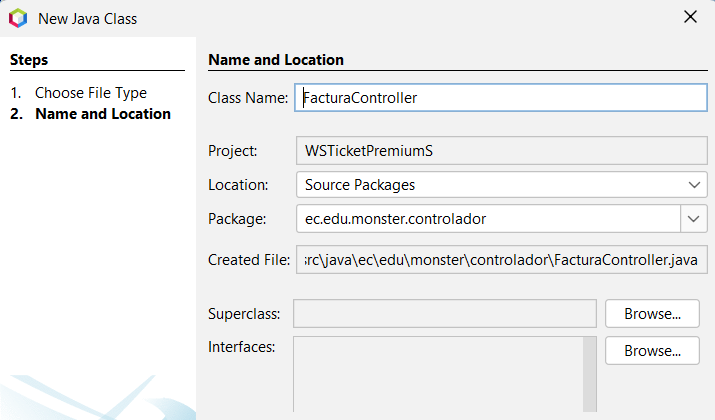 New Java Class
Steps
1. Choose File Type
2. Name and Location
Name and Location
Class Name: FacturaController
Project: WSTicketPremiumS
Location: Source Packages
Package: ec.edu.monster.controlador
Created File: src\java\ec\edu\monster\controlador\FacturaController.java
Superclass: Browse...
Interfaces: Browse...